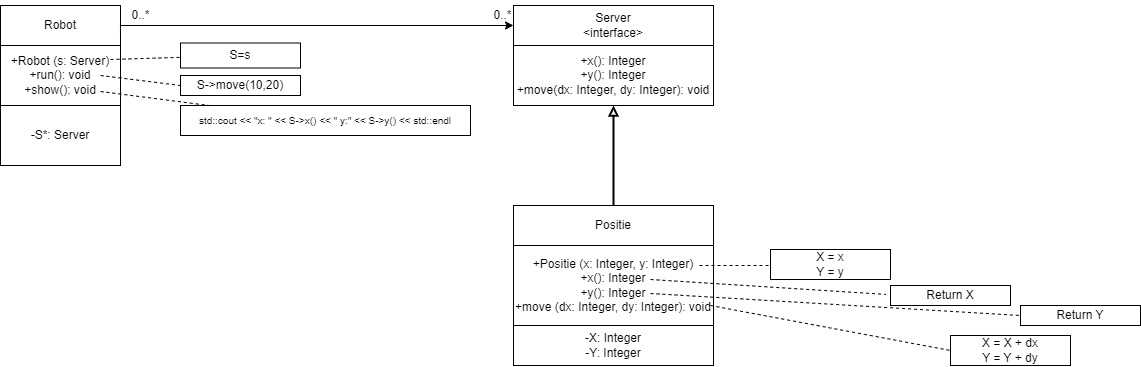 Robot
0..*
0..*
Server
<interface>
+Robot (s: Server)
+run(): void
+show(): void
S=s
S->move(10,20)
std::cout << "x: " << S->x() << " y:" << S->y() << std::endl
-S*: Server
+x(): Integer
+y(): Integer
+move(dx: Integer, dy: Integer): void
Positie
+Positie (x: Integer, y: Integer)
+x(): Integer
+y(): Integer
+move (dx: Integer, dy: Integer): void
-X: Integer
-Y: Integer
X = x
Y = y
Return X
Return Y
X = X + dx
Y = Y + dy